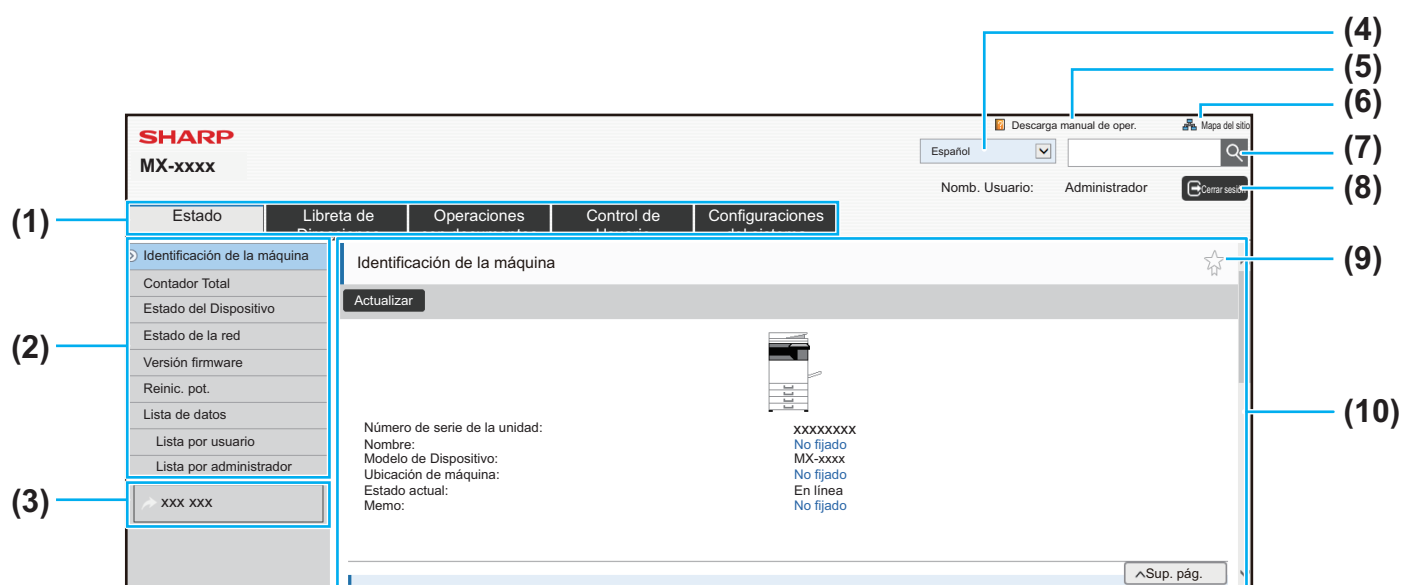 (4)
(5)
(6)
Descarga manual de oper. Mapa del sitio
SHARP
Español
(7)
MX-xxxx
Nomb. Usuario: Administrador Cerrar sesión
(8)
(1)
Estado Libreta de Operaciones Control de Configuraciones
Identificación de la máquina
Identificación de la máquina
(9)
Contador Total
Actualizar
Estado del Dispositivo
Estado de la red
(2)
Versión firmware
Reinic. pot.
Lista de datos
(10)
Lista por usuario
Lista por administrador
Número de serie de la unidad: xxxxxxxx
Nombre: No fijado
Modelo de Dispositivo: MX-xxxx
Ubicación de máquina: No fijado
Estado actual: En línea
Memo: No fijado
(3)
xxx xxx
Sup. pág.